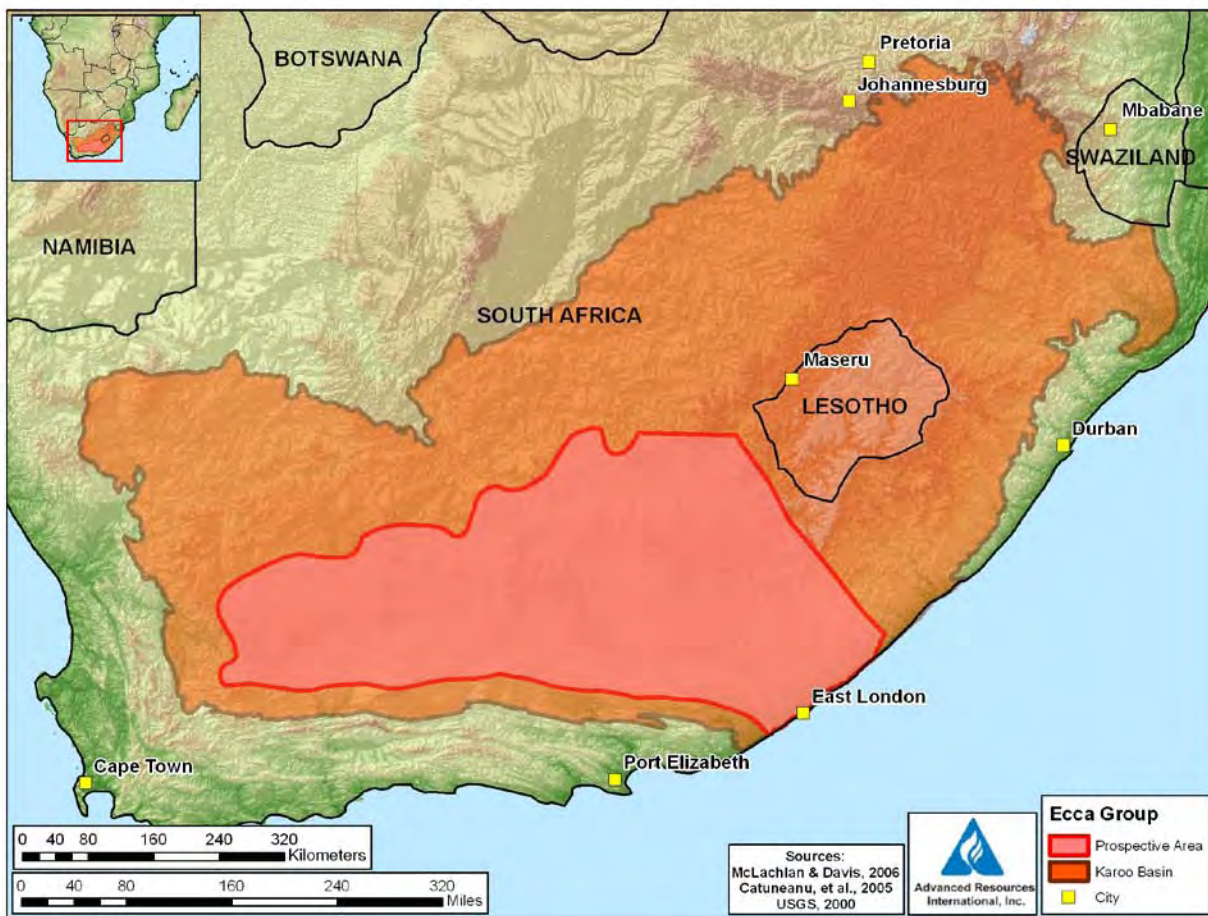 BOTSWANA
Pretoria
Johannesburg
Mbabane
SWAZILAND
NAMIBIA
SOUTH AFRICA
Maseru
LESOTHO
Durban
East London
Port Elizabeth
Cape Town
0 40 80 160 240 320
Kilometers
0 40 80 160 240 320
Miles
Sources:
McLachlan & Davis, 2006
Catuneanu, et al., 2005
USGS, 2000
Advanced Resources
International, Inc.
Ecca Group
Prospective Area
Karoo Basin
City